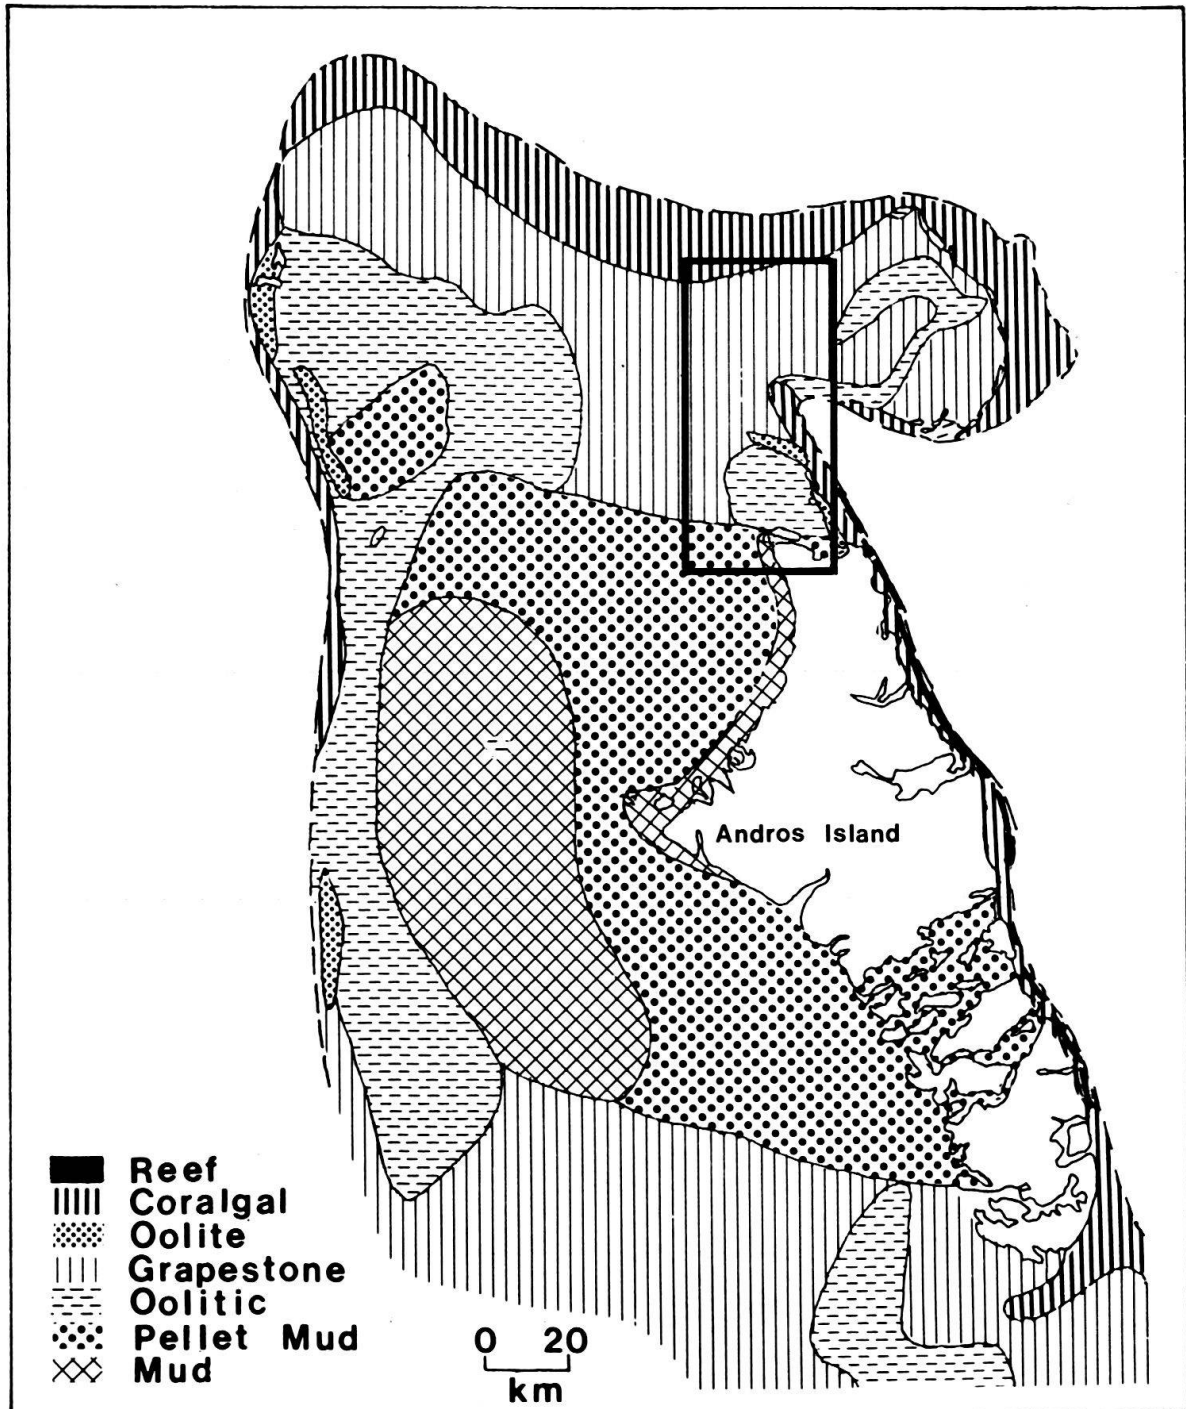 Andros Island
Reef
Coralgal
Oolite
Grapestone
Oolitic
Pellet Mud
Mud
0 20
km